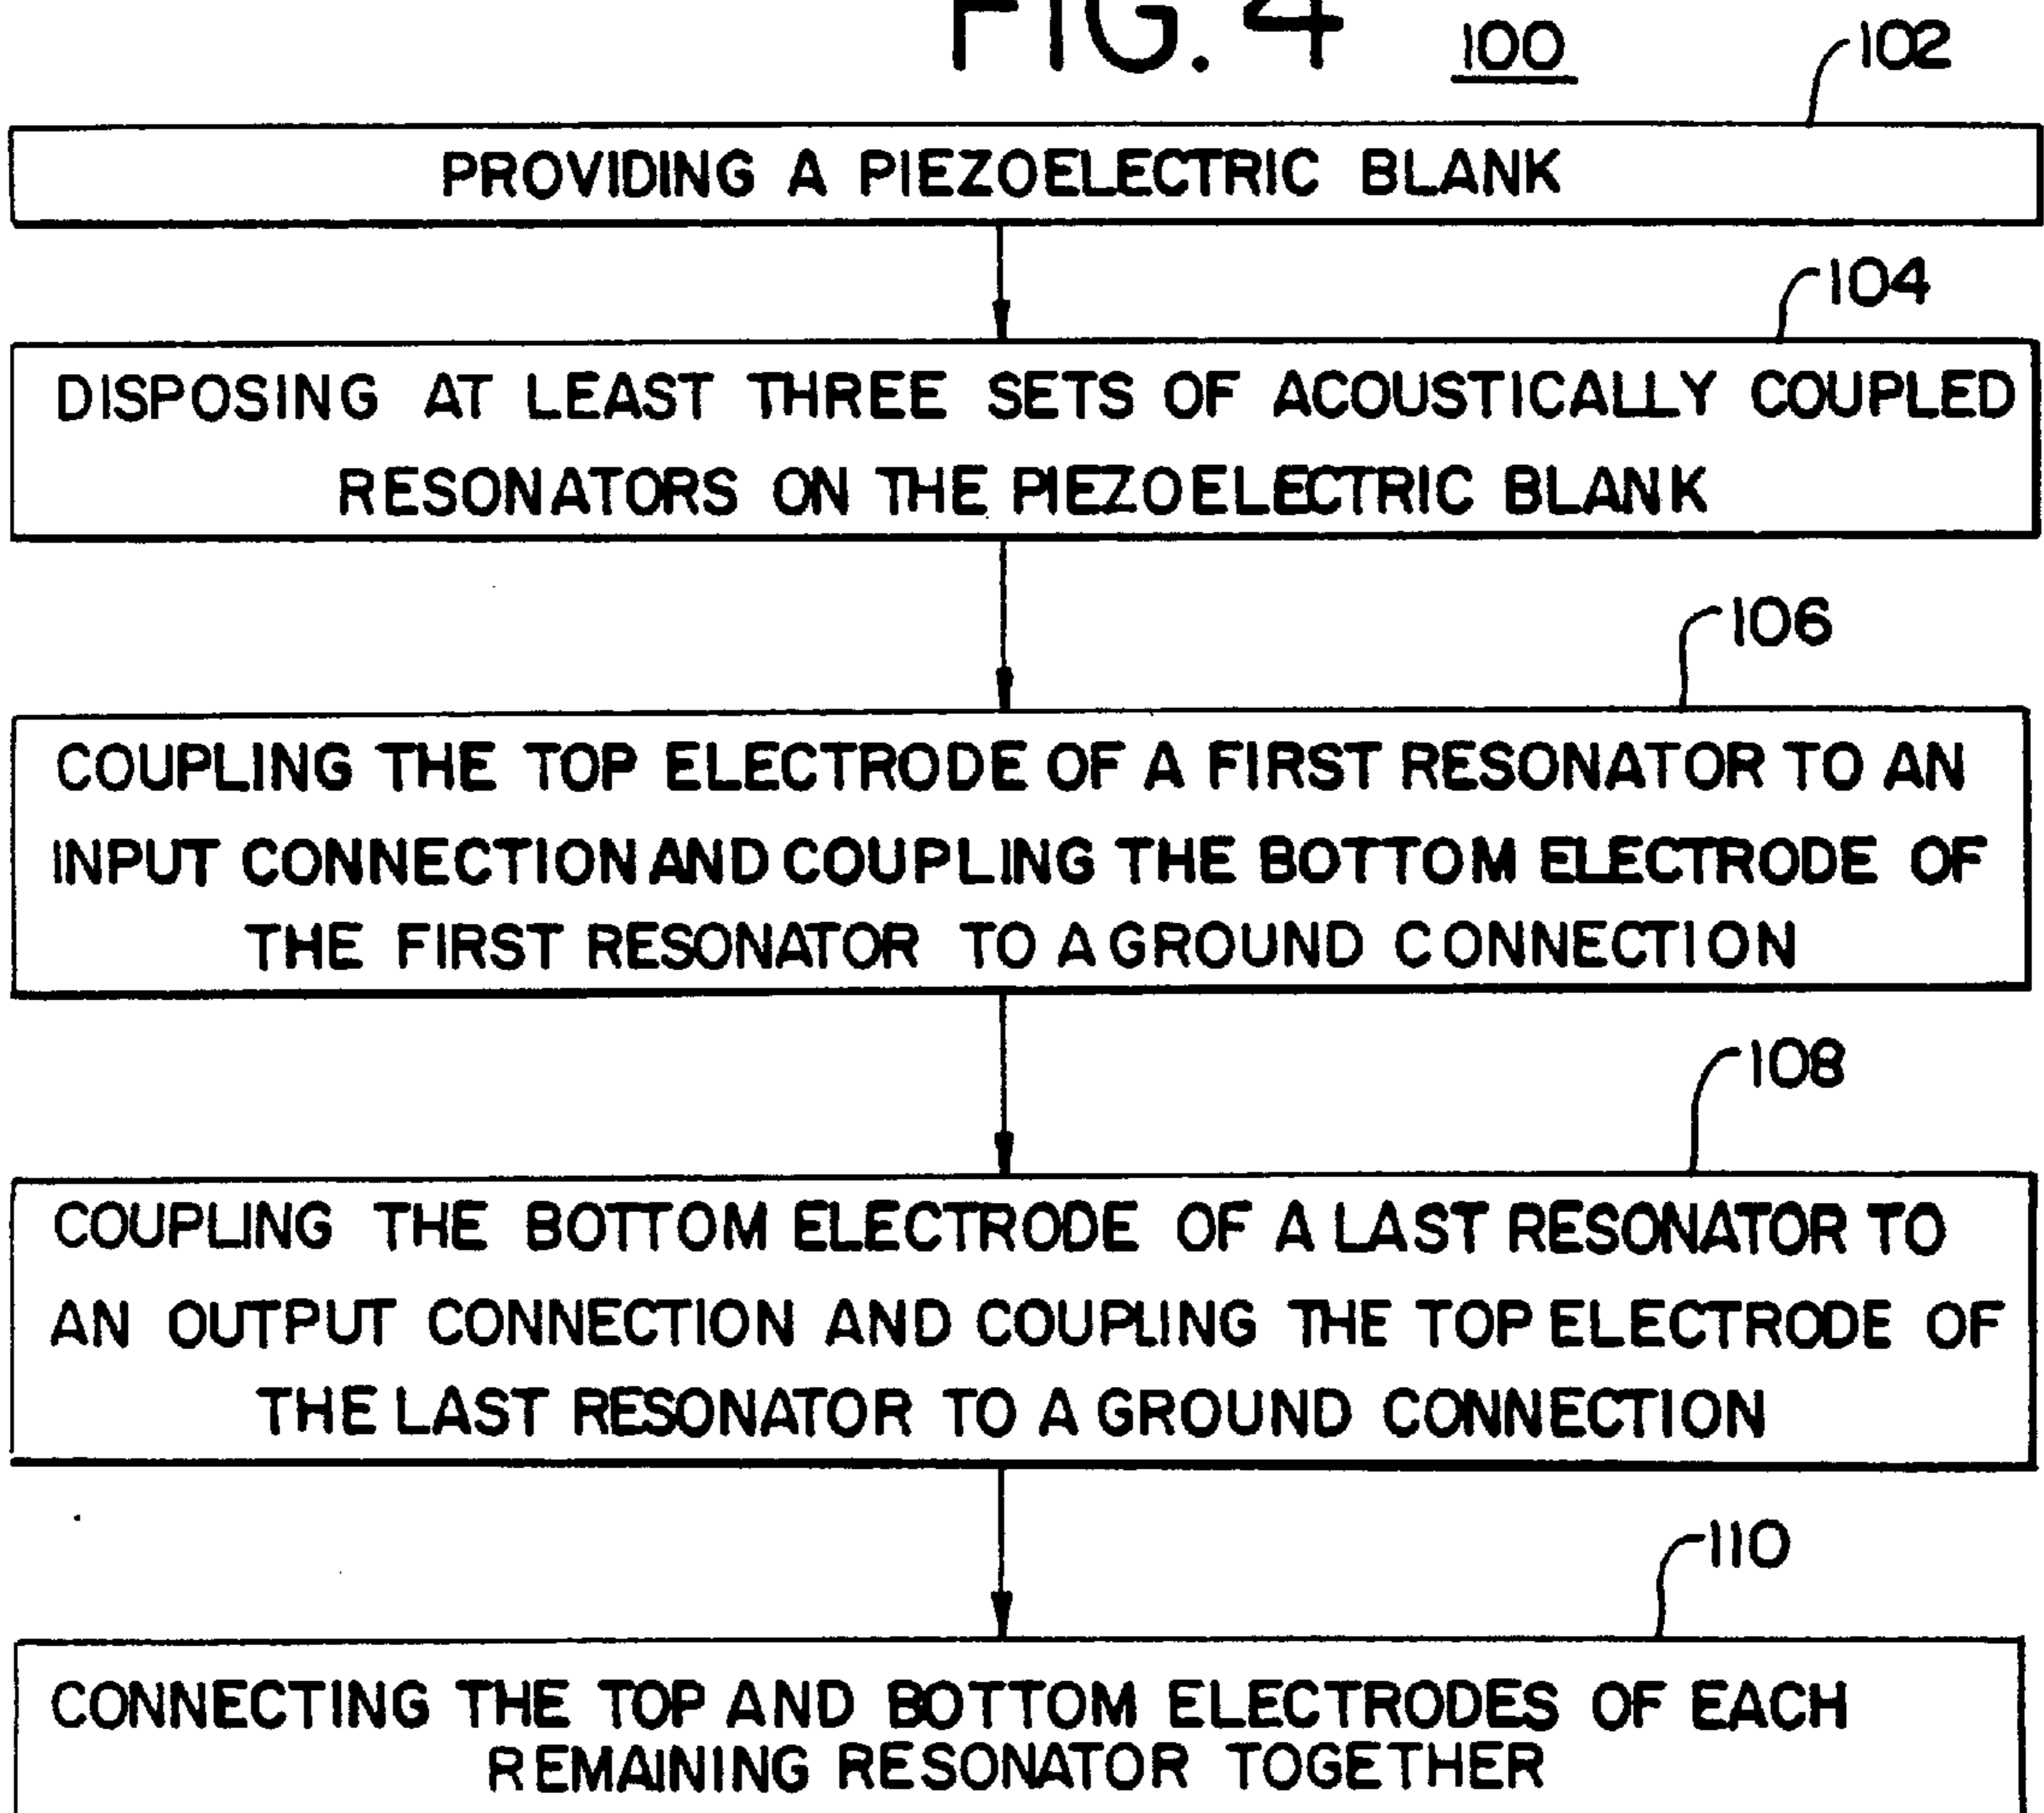 FIG. 4 100
102
PROVIDING A PIEZOELECTRIC BLANK
104
DISPOSING AT LEAST THREE SETS OF ACOUSTICALLY COUPLED
RESONATORS ON THE PIEZOELECTRIC BLANK
106
COUPLING THE TOP ELECTRODE OF A FIRST RESONATOR TO AN
INPUT CONNECTION AND COUPLING THE BOTTOM ELECTRODE OF
THE FIRST RESONATOR TO A GROUND CONNECTION
108
COUPLING THE BOTTOM ELECTRODE OF A LAST RESONATOR TO
AN OUTPUT CONNECTION AND COUPLING THE TOP ELECTRODE OF
THE LAST RESONATOR TO A GROUND CONNECTION
110
CONNECTING THE TOP AND BOTTOM ELECTRODES OF EACH
REMAINING RESONATOR TOGETHER